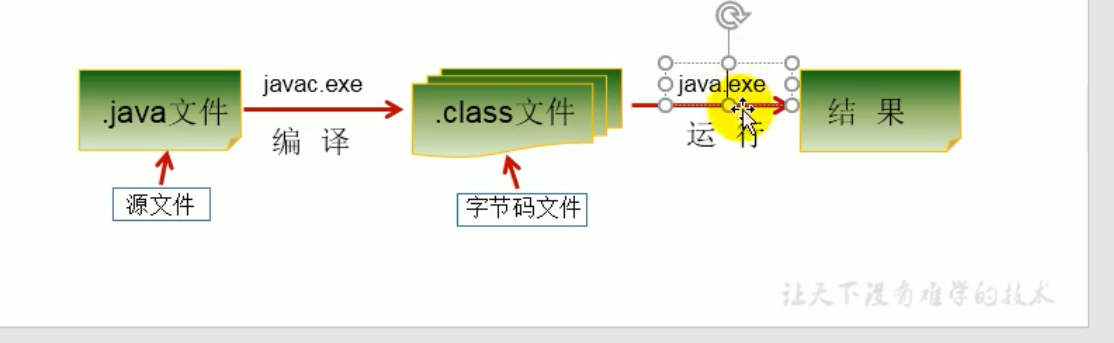 javac.exe
java.exe
.java文件
.class文件
结 果
编 译
运 行
源文件
字节码文件
让天下没有难学的技术